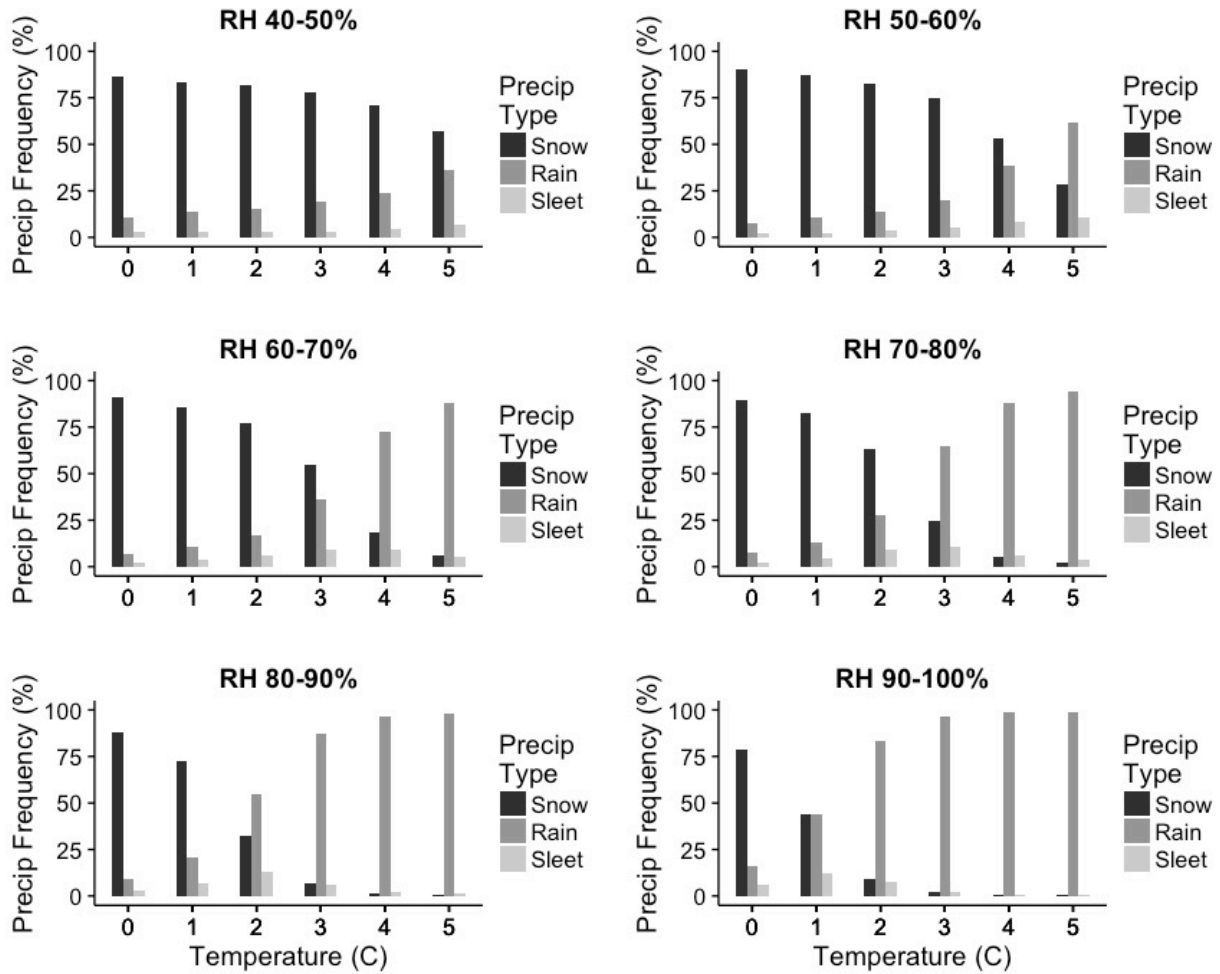 RH 40-50%
Precip Frequency (%)
100
75
50
25
0
0 1 2 3 4 5
Precip
Type
Snow
Rain
Sleet
RH 50-60%
Precip Frequency (%)
100
75
50
25
0
0 1 2 3 4 5
Precip
Type
Snow
Rain
Sleet
RH 60-70%
Precip Frequency (%)
100
75
50
25
0
0 1 2 3 4 5
Precip
Type
Snow
Rain
Sleet
RH 70-80%
Precip Frequency (%)
100
75
50
25
0
0 1 2 3 4 5
Precip
Type
Snow
Rain
Sleet
RH 80-90%
Precip Frequency (%)
100
75
50
25
0
0 1 2 3 4 5
Temperature (C)
Precip
Type
Snow
Rain
Sleet
RH 90-100%
Precip Frequency (%)
100
75
50
25
0
0 1 2 3 4 5
Temperature (C)
Precip
Type
Snow
Rain
Sleet